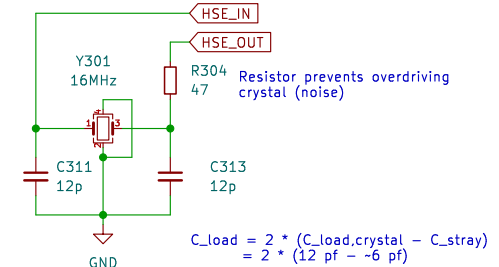 HSE_IN
HSE_OUT
Y301
16MHz
R304
47
Resistor prevents overdriving
crystal (noise)
4
1
3
2
C311
12p
C313
12p
C_load = 2 * (C_load,crystal - C_stray)
= 2 * (12 pf - ~6 pf)
GND